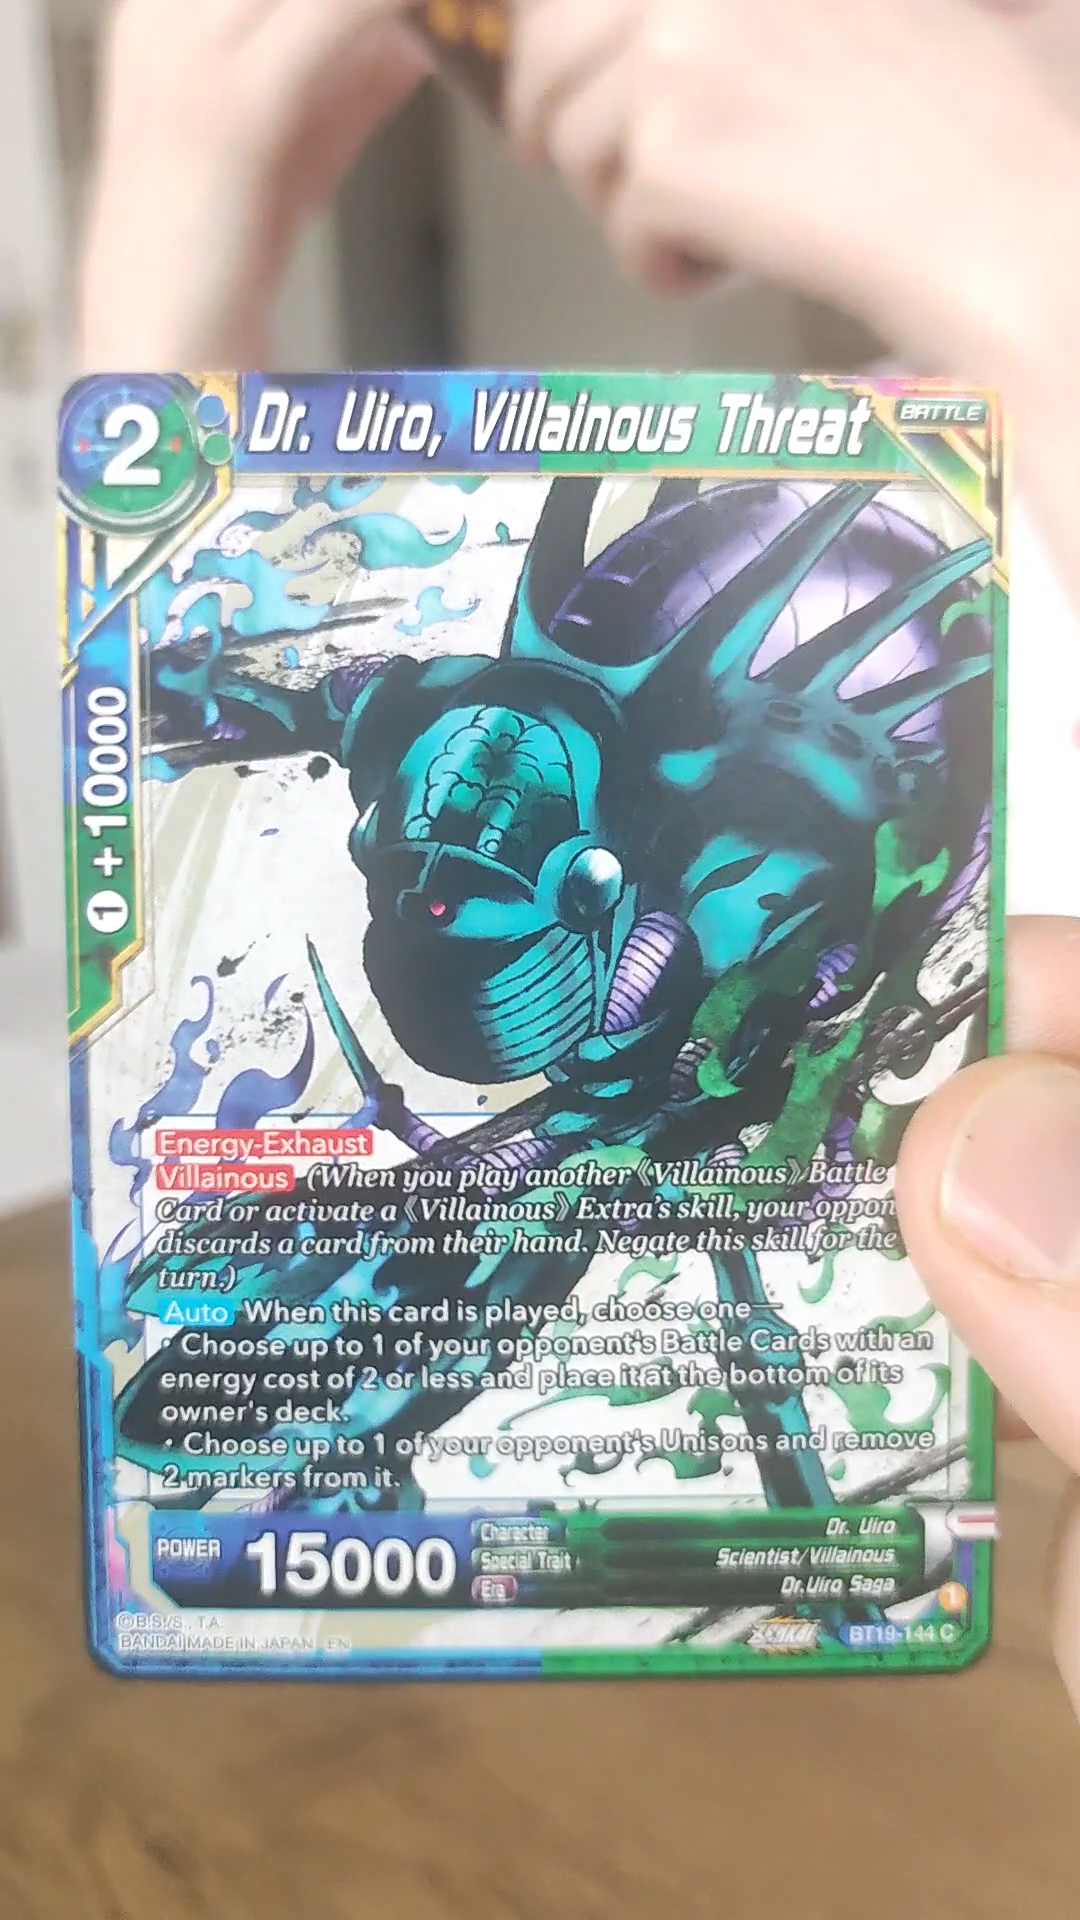 2
Dr. Uiro, Villainous Threat
BATTLE
1 + 10000
Energy-Exhaust
Villainous (When you play another 《Villainous》 Battle
Card or activate a 《Villainous》 Extra's skill, your oppon
discards a card from their hand. Negate this skill for the
turn.)
Auto When this card is played, choose one—
• Choose up to 1 of your opponent's Battle Cards with an
energy cost of 2 or less and place it at the bottom of its
owner's deck.
• Choose up to 1 of your opponent's Unisons and remove
2 markers from it.
POWER 15000
Character Dr. Uiro
Special Trait Scientist/Villainous
Era Dr.Uiro Saga
1
©B.S./S., T.A.
BANDAI MADE IN JAPAN EN
ZENKAI BT19-144 C